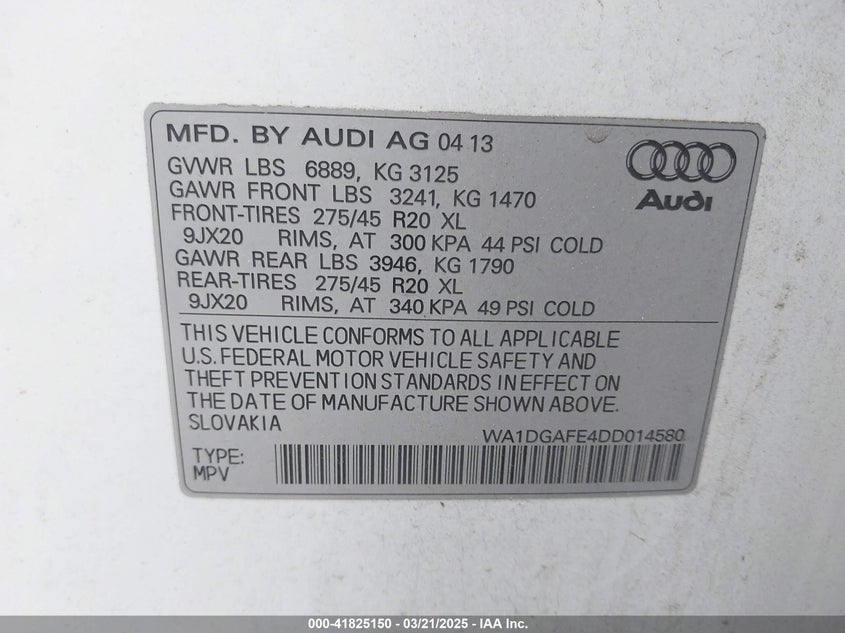 MFD. BY AUDI AG 04 13
GVWR LBS 6889, KG 3125
GAWR FRONT LBS 3241, KG 1470
FRONT-TIRES 275/45 R20 XL
9JX20 RIMS, AT 300 KPA 44 PSI COLD
GAWR REAR LBS 3946, KG 1790
REAR-TIRES 275/45 R20 XL
9JX20 RIMS, AT 340 KPA 49 PSI COLD
Audi
THIS VEHICLE CONFORMS TO ALL APPLICABLE
U.S. FEDERAL MOTOR VEHICLE SAFETY AND
THEFT PREVENTION STANDARDS IN EFFECT ON
THE DATE OF MANUFACTURE SHOWN ABOVE.
SLOVAKIA
WA1DGAFE4DD014580
TYPE:
MPV
000-41825150 - 03/21/2025 - IAA Inc.